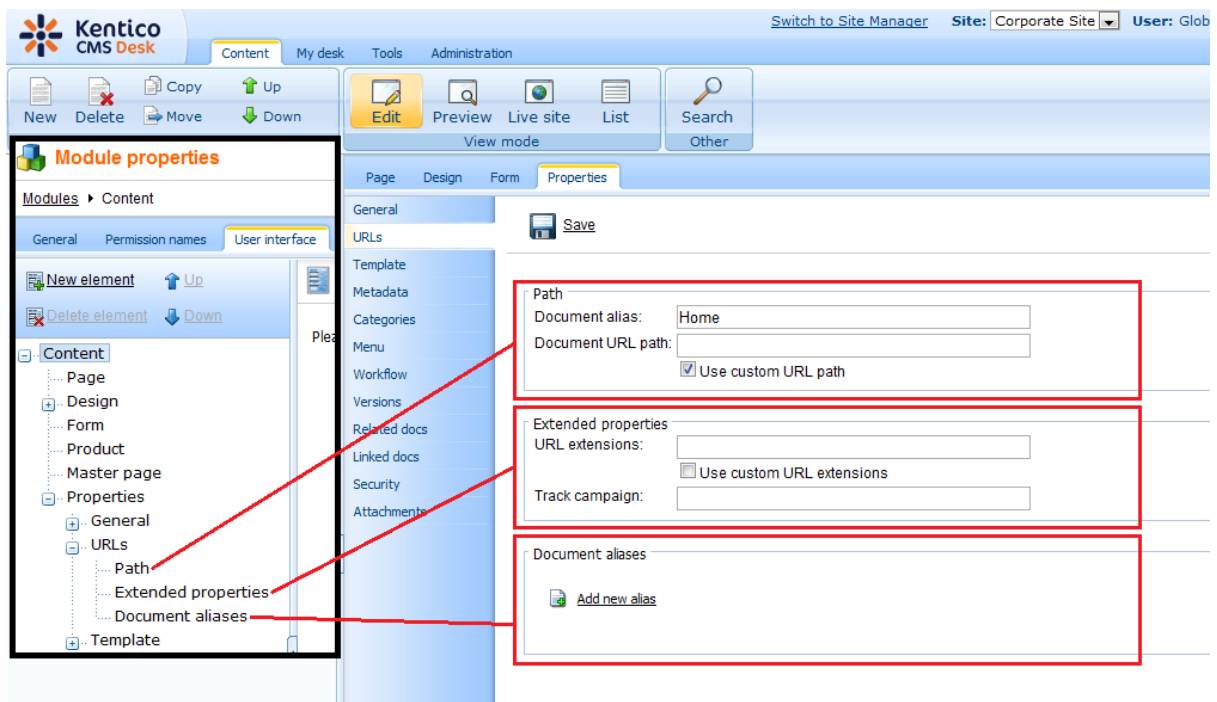 Kentico
CMS Desk
Switch to Site Manager Site: Corporate Site User: Glob
Content My desk Tools Administration
New Delete Copy Move Up Down
Edit Preview Live site List Search
View mode Other
Module properties
Modules Content
General Permission names User interface
New element Up
Delete element Down
Plea
Content
Page
Design
Form
Product
Master page
Properties
General
URLs
Path
Extended properties
Document aliases
Template
Page Design Form Properties
General
URLs
Template
Metadata
Categories
Menu
Workflow
Versions
Related docs
Linked docs
Security
Attachments
Save
Path
Document alias: Home
Document URL path:
Use custom URL path
Extended properties
URL extensions:
Use custom URL extensions
Track campaign:
Document aliases
Add new alias